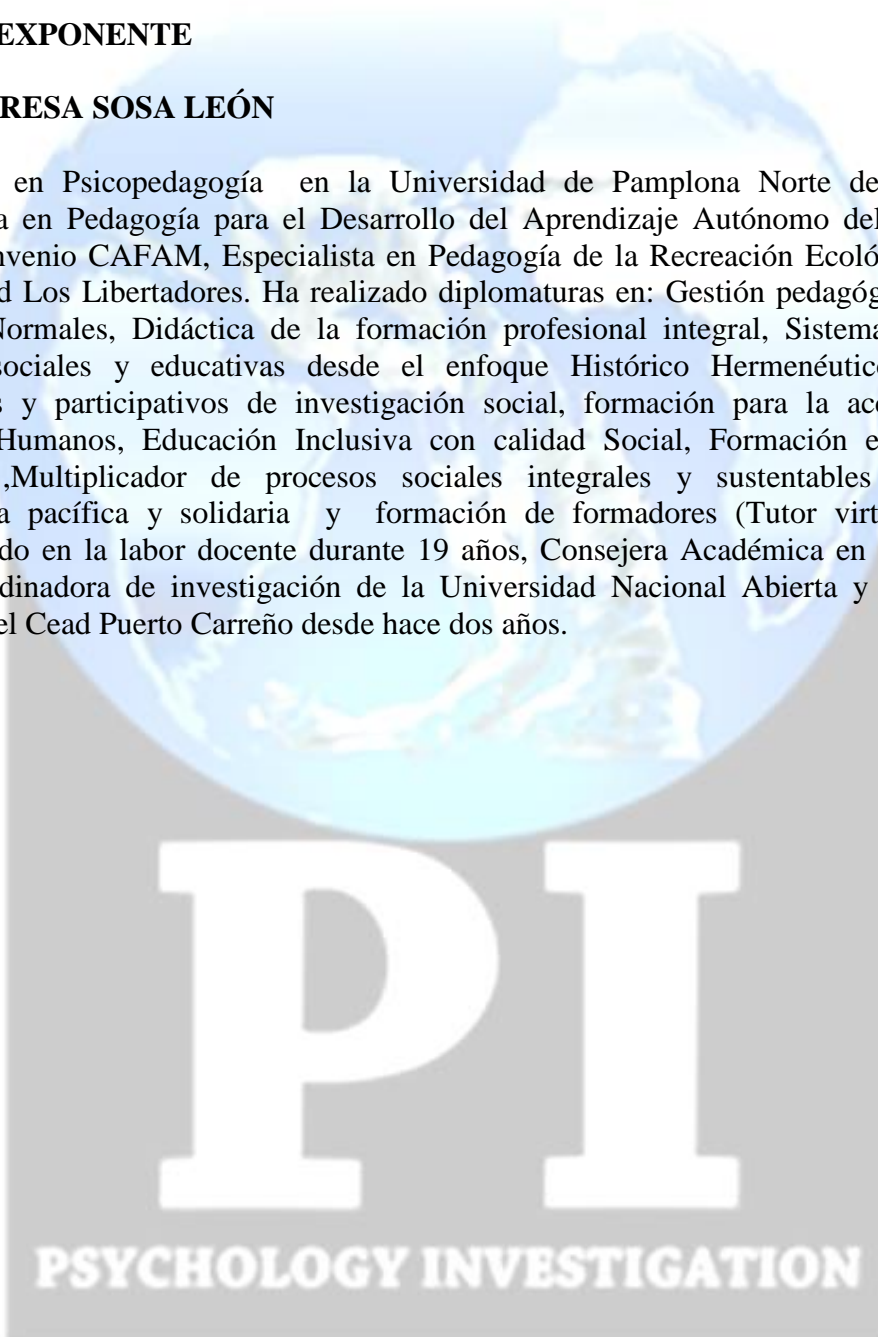 EXPONENTE
RESA SOSA LEÓN
en Psicopedagogía en la Universidad de Pamplona Norte de
a en Pedagogía para el Desarrollo del Aprendizaje Autónomo del
nvenio CAFAM, Especialista en Pedagogía de la Recreación Ecoló
d Los Libertadores. Ha realizado diplomaturas en: Gestión pedagóg
Normales, Didáctica de la formación profesional integral, Sistema
sociales y educativas desde el enfoque Histórico Hermenéutic
s y participativos de investigación social, formación para la ac
Humanos, Educación Inclusiva con calidad Social, Formación e
,Multiplicador de procesos sociales integrales y sustentables
a pacífica y solidaria y formación de formadores (Tutor virt
do en la labor docente durante 19 años, Consejera Académica en
dinadora de investigación de la Universidad Nacional Abierta y
el Cead Puerto Carreño desde hace dos años.
PI
PSYCHOLOGY INVESTIGATION